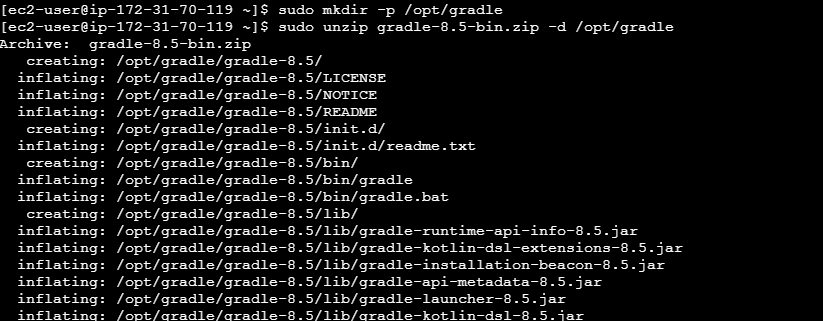 [ec2-user@ip-172-31-70-119 ~]$ sudo mkdir -p /opt/gradle
[ec2-user@ip-172-31-70-119 ~]$ sudo unzip gradle-8.5-bin.zip -d /opt/gradle
Archive:  gradle-8.5-bin.zip
   creating: /opt/gradle/gradle-8.5/
  inflating: /opt/gradle/gradle-8.5/LICENSE
  inflating: /opt/gradle/gradle-8.5/NOTICE
  inflating: /opt/gradle/gradle-8.5/README
   creating: /opt/gradle/gradle-8.5/init.d/
  inflating: /opt/gradle/gradle-8.5/init.d/readme.txt
   creating: /opt/gradle/gradle-8.5/bin/
  inflating: /opt/gradle/gradle-8.5/bin/gradle
  inflating: /opt/gradle/gradle-8.5/bin/gradle.bat
   creating: /opt/gradle/gradle-8.5/lib/
  inflating: /opt/gradle/gradle-8.5/lib/gradle-runtime-api-info-8.5.jar
  inflating: /opt/gradle/gradle-8.5/lib/gradle-kotlin-dsl-extensions-8.5.jar
  inflating: /opt/gradle/gradle-8.5/lib/gradle-installation-beacon-8.5.jar
  inflating: /opt/gradle/gradle-8.5/lib/gradle-api-metadata-8.5.jar
  inflating: /opt/gradle/gradle-8.5/lib/gradle-launcher-8.5.jar
  inflating: /opt/gradle/gradle-8.5/lib/gradle-kotlin-dsl-8.5.jar